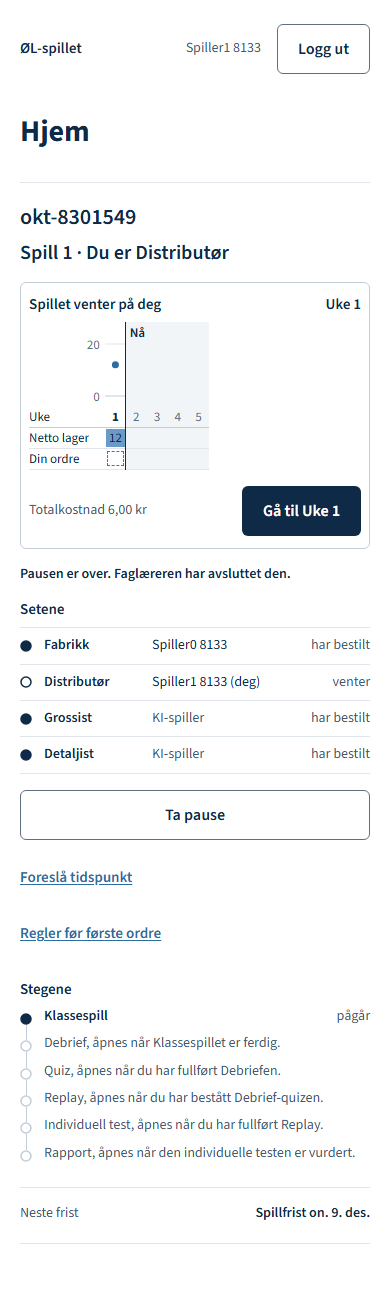 ØL-spillet
Spiller1 8133
Logg ut
Hjem
okt-8301549
Spill 1 · Du er Distributør
Spillet venter på deg
Uke 1
Nå
20
0
Uke 1 2 3 4 5
Netto lager 12
Din ordre
Totalkostnad 6,00 kr
Gå til Uke 1
Pausen er over. Faglæreren har avsluttet den.
Setene
Fabrikk Spiller0 8133 har bestilt
Distributør Spiller1 8133 (deg) venter
Grossist KI-spiller har bestilt
Detaljist KI-spiller har bestilt
Ta pause
Foreslå tidspunkt
Regler før første ordre
Stegene
Klassespill pågår
Debrief, åpnes når Klassespillet er ferdig.
Quiz, åpnes når du har fullført Debriefen.
Replay, åpnes når du har bestått Debrief-quizen.
Individuell test, åpnes når du har fullført Replay.
Rapport, åpnes når den individuelle testen er vurdert.
Neste frist Spillfrist on. 9. des.